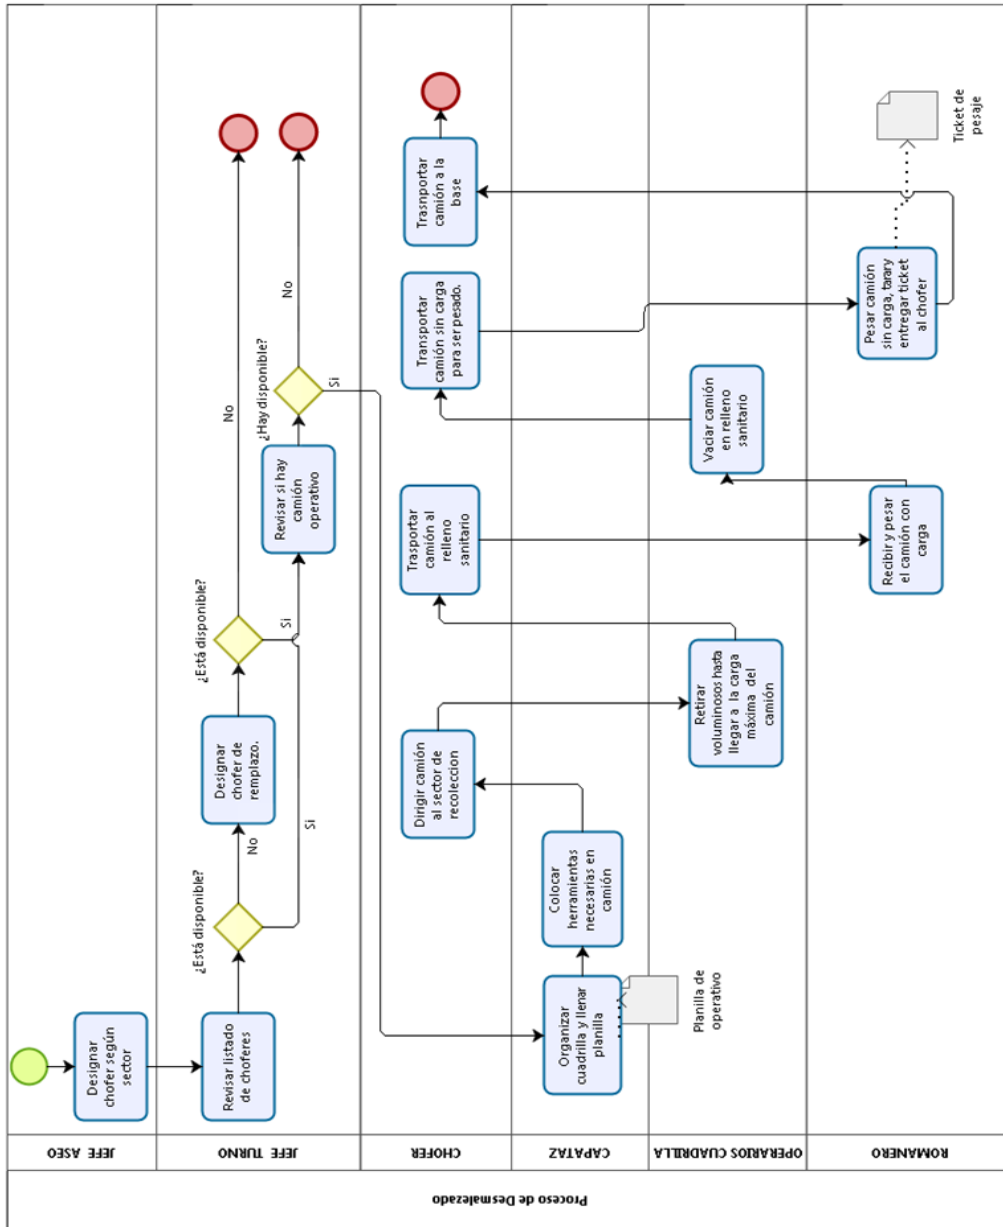 Proceso de Desmalezado
JEFE ASEO
JEFE TURNO
CHOFER
CAPATAZ
OPERARIOS CUADRILLA
ROMANERO
Designar
chofer según
sector
Revisar listado
de choferes
¿Está disponible?
No
Si
Designar
chofer de
remplazo.
¿Está disponible?
No
Si
Revisar si hay
camión
operativo
¿Hay disponible?
No
Si
Organizar
cuadrilla y llenar
planilla
Planilla de
operativo
Colocar
herramientas
necesarias en
camión
Dirigir camión
al sector de
recoleccion
Retirar
voluminosos hasta
llegar a la carga
máxima del
camión
Trasportar
camión al
relleno
sanitario
Recibir y pesar
el camión con
carga
Vaciar camión
en relleno
sanitario
Transportar
camión sin carga
para ser pesado.
Pesar camión
sin carga, tarar y
entregar ticket
al chofer
Ticket de
pesaje
Trasnportar
camión a la
base